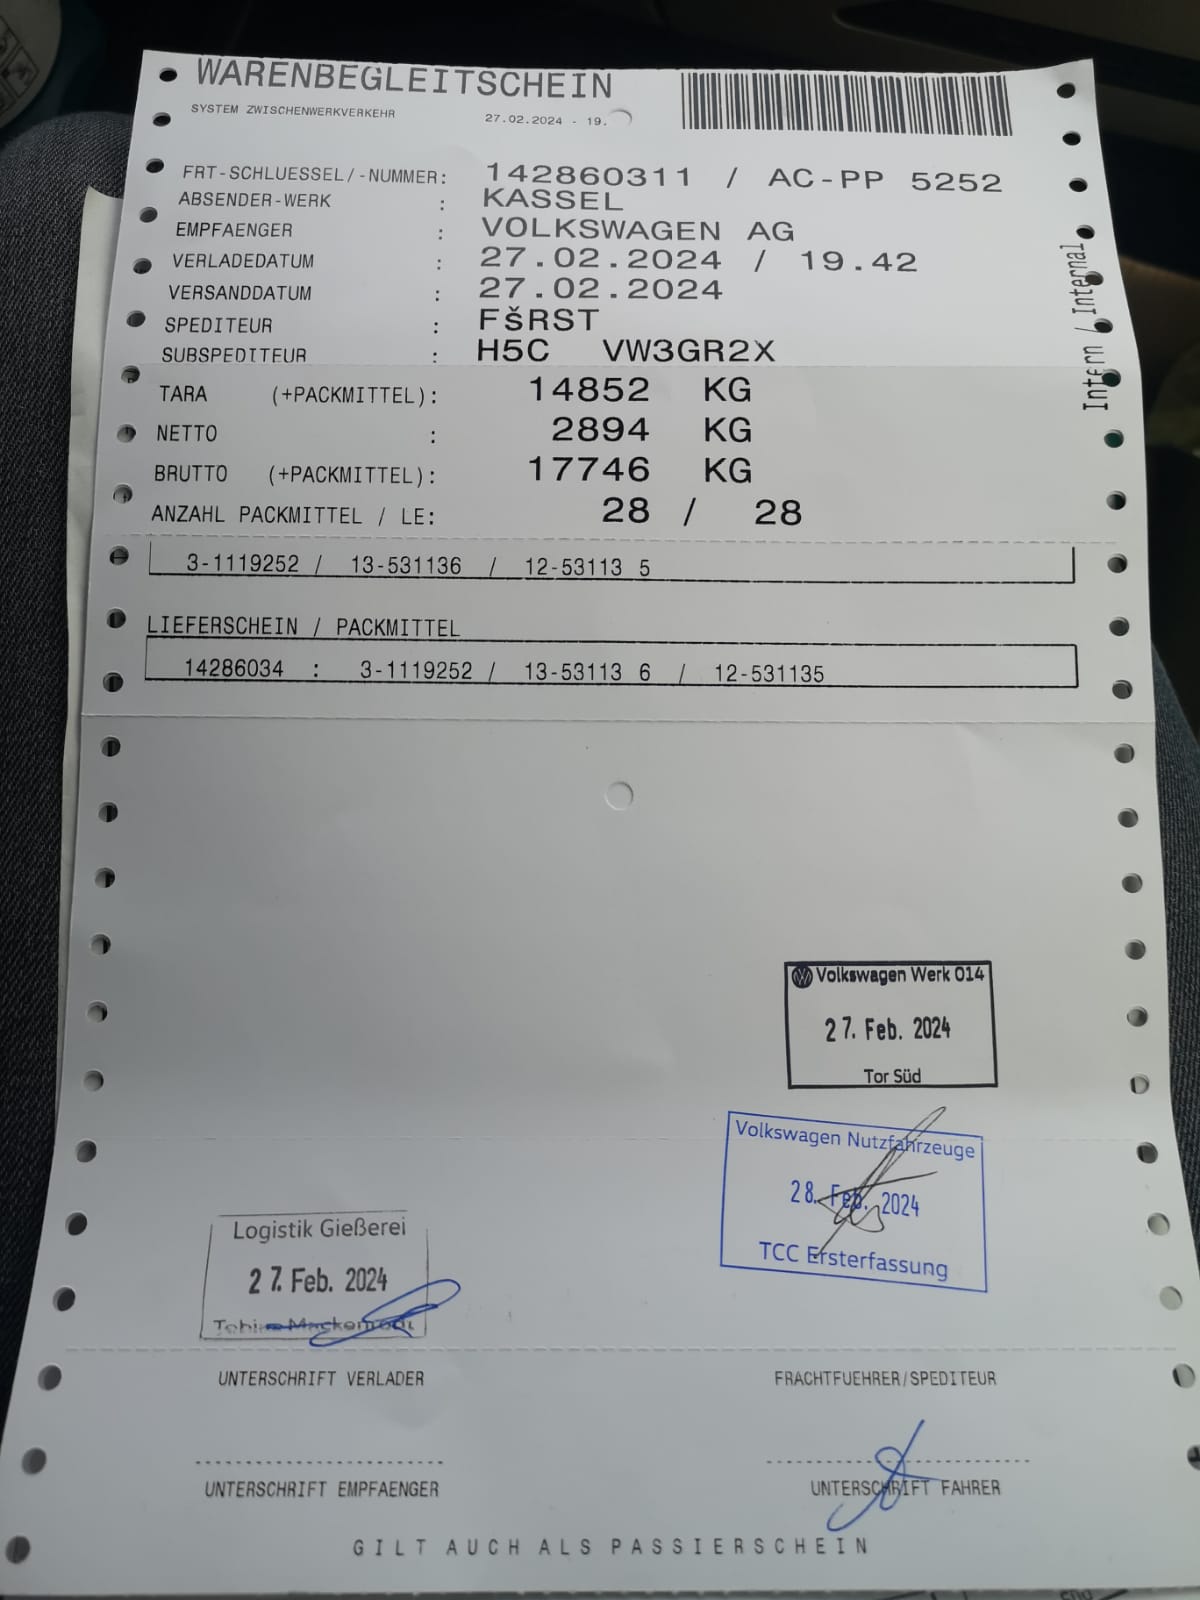 WARENBEGLEITSCHEIN
SYSTEM ZWISCHENWERKVERKEHR 27.02.2024 - 19.
FRT-SCHLUESSEL/-NUMMER: 142860311 / AC-PP 5252
ABSENDER-WERK : KASSEL
EMPFAENGER : VOLKSWAGEN AG
VERLADEDATUM : 27.02.2024 / 19.42
VERSANDDATUM : 27.02.2024
SPEDITEUR : FŠRST
SUBSPEDITEUR : H5C VW3GR2X
Intern / Internal
TARA (+PACKMITTEL): 14852 KG
NETTO : 2894 KG
BRUTTO (+PACKMITTEL): 17746 KG
ANZAHL PACKMITTEL / LE: 28 / 28
3-1119252 / 13-531136 / 12-53113 5
LIEFERSCHEIN / PACKMITTEL
14286034 : 3-1119252 / 13-53113 6 / 12-531135
Volkswagen Werk 014
27. Feb. 2024
Tor Süd
Volkswagen Nutzfahrzeuge
28. Feb. 2024
TCC Ersterfassung
Logistik Gießerei
27. Feb. 2024
UNTERSCHRIFT VERLADER FRACHTFUEHRER/SPEDITEUR
UNTERSCHRIFT EMPFAENGER UNTERSCHRIFT FAHRER
GILT AUCH ALS PASSIERSCHEIN